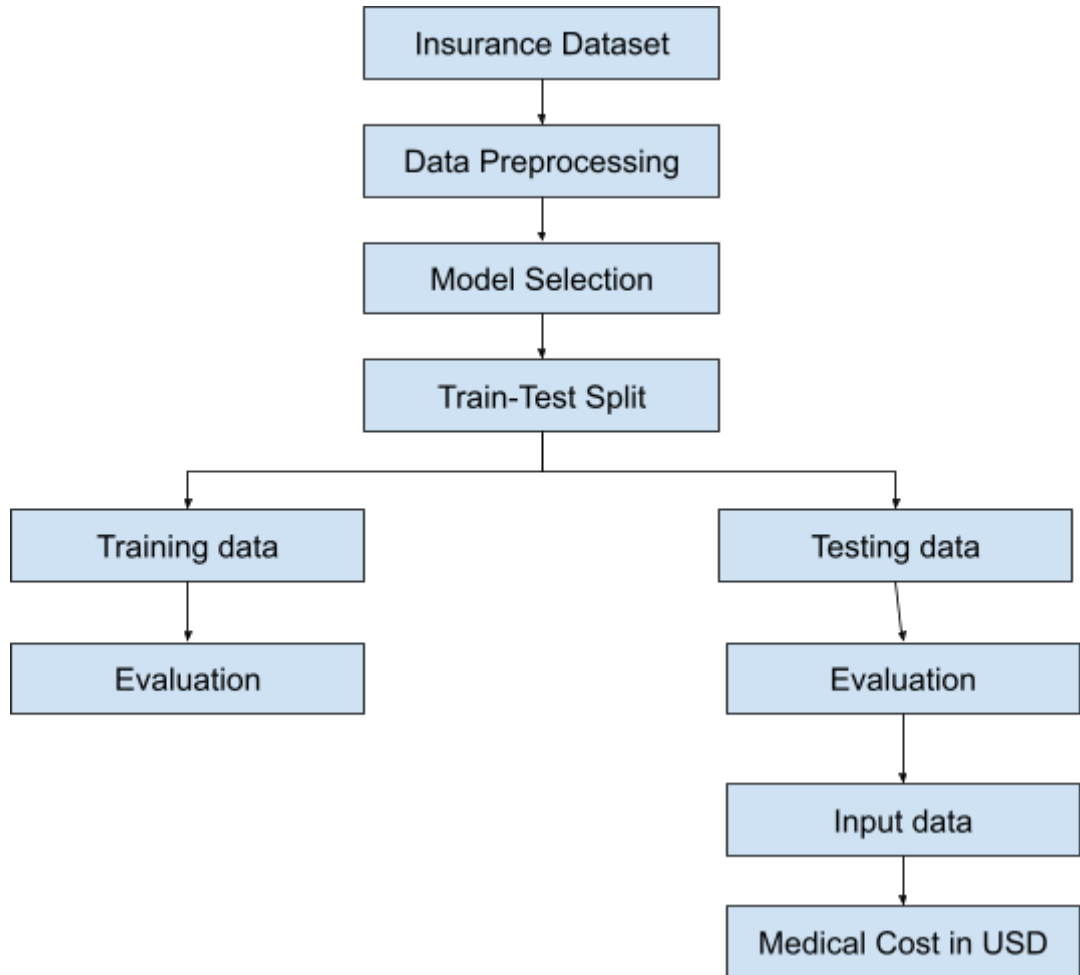 Insurance Dataset
Data Preprocessing
Model Selection
Train-Test Split
Training data
Testing data
Evaluation
Evaluation
Input data
Medical Cost in USD